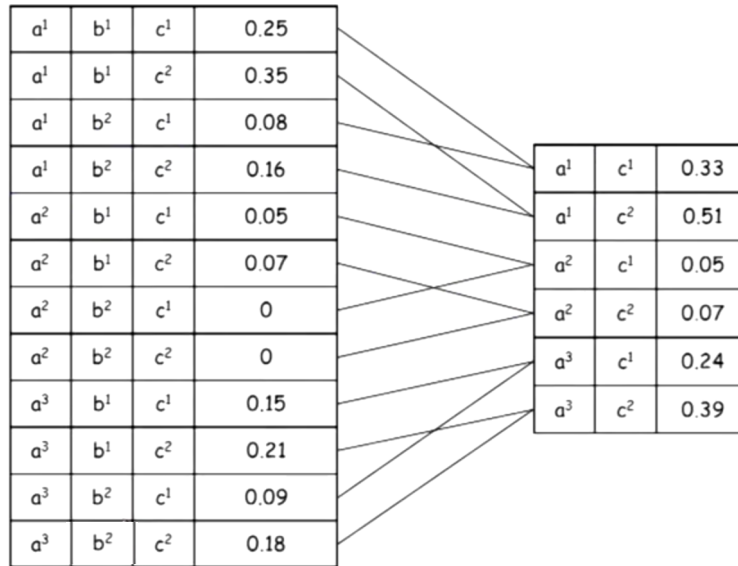 a¹ b¹ c¹ 0.25
a¹ b¹ c² 0.35
a¹ b² c¹ 0.08
a¹ b² c² 0.16
a² b¹ c¹ 0.05
a² b¹ c² 0.07
a² b² c¹ 0
a² b² c² 0
a³ b¹ c¹ 0.15
a³ b¹ c² 0.21
a³ b² c¹ 0.09
a³ b² c² 0.18
a¹ c¹ 0.33
a¹ c² 0.51
a² c¹ 0.05
a² c² 0.07
a³ c¹ 0.24
a³ c² 0.39